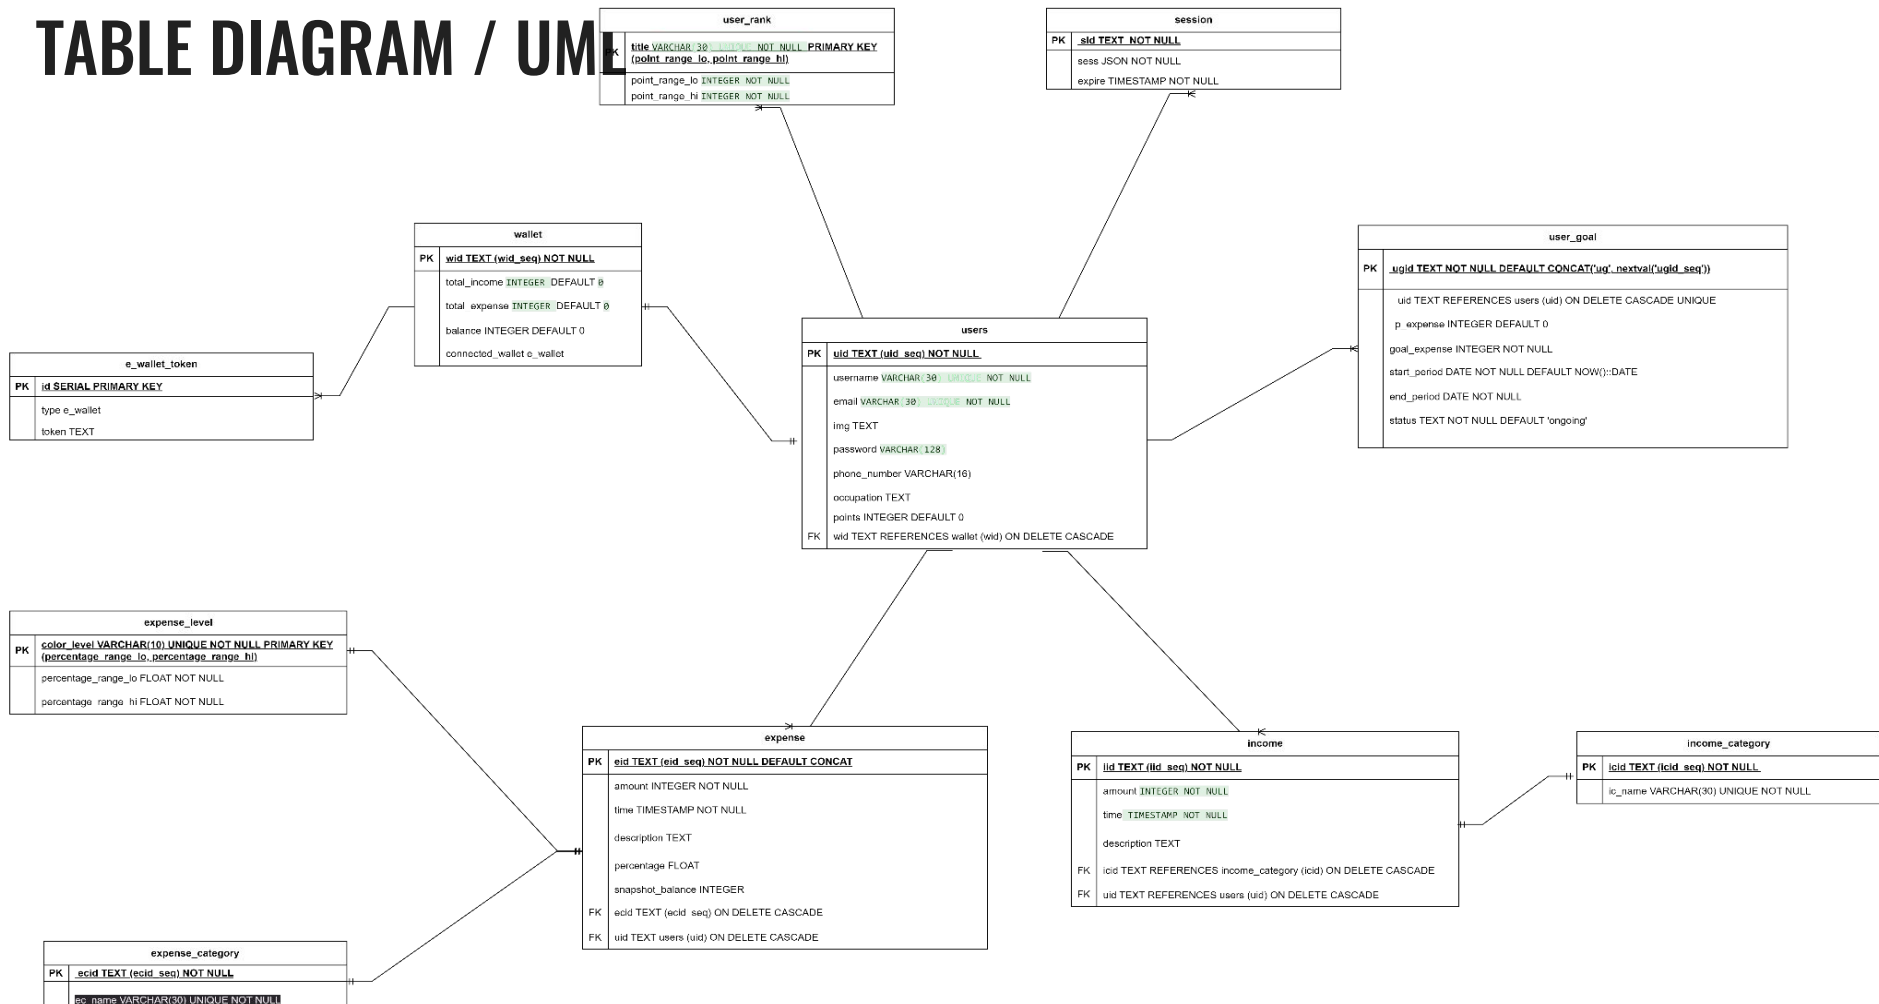 TABLE DIAGRAM / UML
user_rank
PK
title VARCHAR(30) UNIQUE NOT NULL PRIMARY KEY
(point_range_lo, point_range_hi)
point_range_lo INTEGER NOT NULL
point_range_hi INTEGER NOT NULL
session
PK sid TEXT NOT NULL
sess JSON NOT NULL
expire TIMESTAMP NOT NULL
wallet
PK wid TEXT (wid_seq) NOT NULL
total_income INTEGER DEFAULT 0
total_expense INTEGER DEFAULT 0
balance INTEGER DEFAULT 0
connected_wallet e_wallet
user_goal
PK ugid TEXT NOT NULL DEFAULT CONCAT('ug', nextval('ugid_seq'))
uid TEXT REFERENCES users (uid) ON DELETE CASCADE UNIQUE
p_expense INTEGER DEFAULT 0
goal_expense INTEGER NOT NULL
start_period DATE NOT NULL DEFAULT NOW()::DATE
end_period DATE NOT NULL
status TEXT NOT NULL DEFAULT 'ongoing'
e_wallet_token
PK id SERIAL PRIMARY KEY
type e_wallet
token TEXT
users
PK uid TEXT (uid_seq) NOT NULL
username VARCHAR(30) UNIQUE NOT NULL
email VARCHAR(30) UNIQUE NOT NULL
img TEXT
password VARCHAR(128)
phone_number VARCHAR(16)
occupation TEXT
points INTEGER DEFAULT 0
FK wid TEXT REFERENCES wallet (wid) ON DELETE CASCADE
expense_level
PK
color_level VARCHAR(10) UNIQUE NOT NULL PRIMARY KEY
(percentage_range_lo, percentage_range_hi)
percentage_range_lo FLOAT NOT NULL
percentage_range_hi FLOAT NOT NULL
expense
PK eid TEXT (eid_seq) NOT NULL DEFAULT CONCAT
amount INTEGER NOT NULL
time TIMESTAMP NOT NULL
description TEXT
percentage FLOAT
snapshot_balance INTEGER
FK ecid TEXT (ecid_seq) ON DELETE CASCADE
FK uid TEXT users (uid) ON DELETE CASCADE
income
PK iid TEXT (iid_seq) NOT NULL
amount INTEGER NOT NULL
time TIMESTAMP NOT NULL
description TEXT
FK icid TEXT REFERENCES income_category (icid) ON DELETE CASCADE
FK uid TEXT REFERENCES users (uid) ON DELETE CASCADE
income_category
PK icid TEXT (icid_seq) NOT NULL
ic_name VARCHAR(30) UNIQUE NOT NULL
expense_category
PK ecid TEXT (ecid_seq) NOT NULL
ec_name VARCHAR(30) UNIQUE NOT NULL